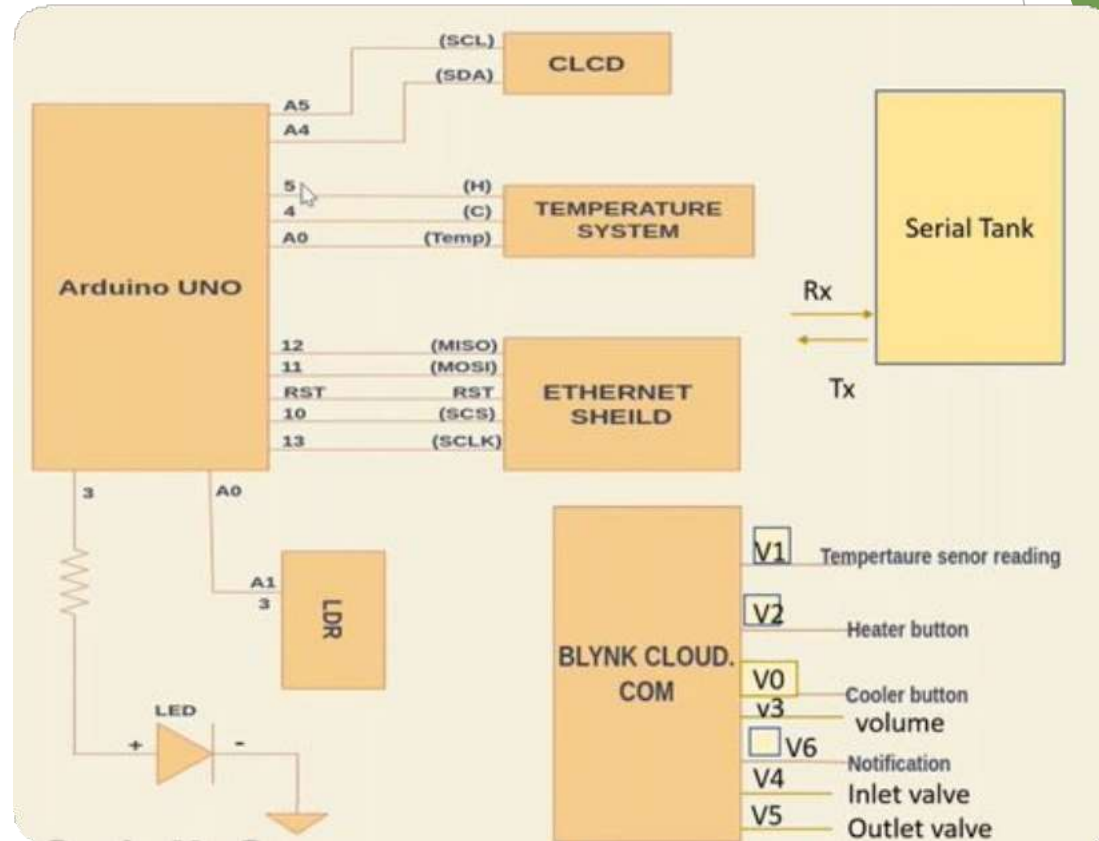 (SCL)
CLCD
(SDA)
A5
A4
5
(H)
4
(C)
A0
(Temp)
TEMPERATURE
SYSTEM
Arduino UNO
Serial Tank
Rx
Tx
12
(MISO)
11
(MOSI)
RST
RST
10
(SCS)
13
(SCLK)
ETHERNET
SHEILD
3
A0
A1
3
LDR
LED
+
-
BLYNK CLOUD.
COM
V1
Tempertaure senor reading
V2
Heater button
V0
Cooler button
v3
volume
V6
Notification
V4
Inlet valve
V5
Outlet valve